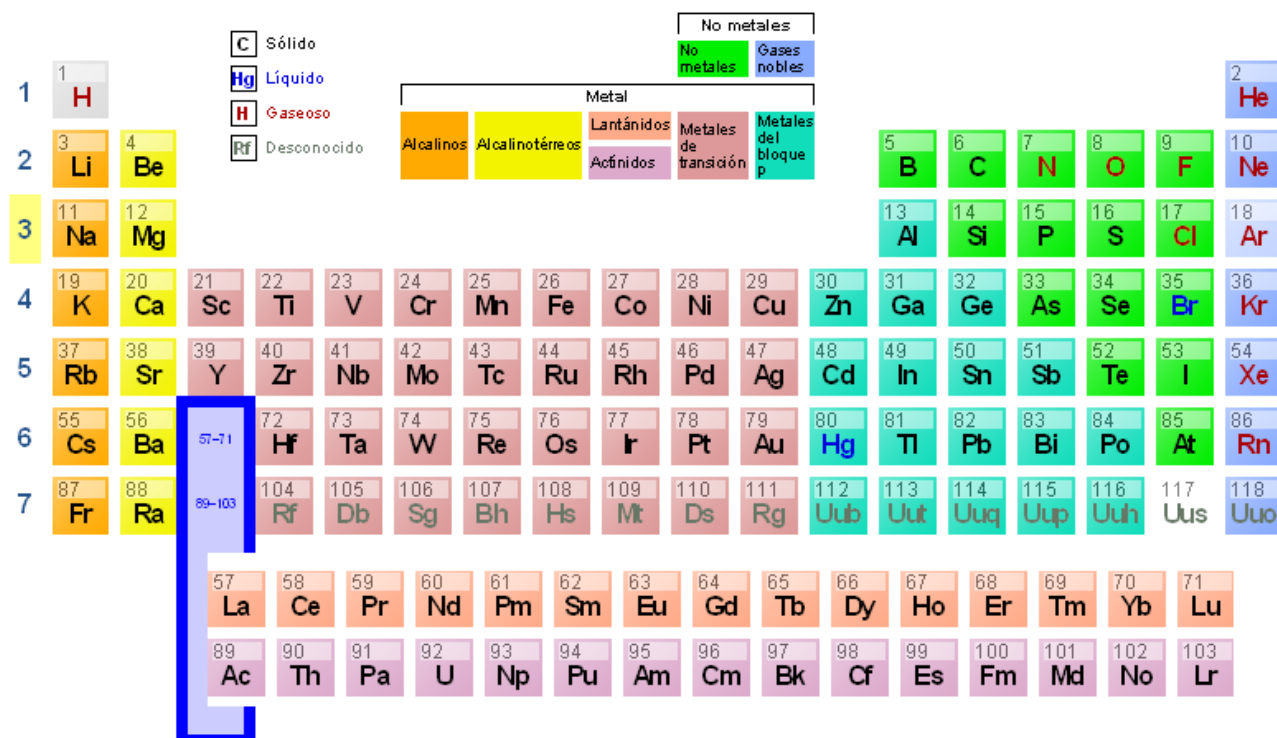 No metales
C Sólido
No metales
Gases nobles
Hg Líquido
H Gaseoso
Metal
Rf Desconocido
Alcalinos
Alcalinotérreos
Lantánidos
Actinidos
Metales de transición
Metales del bloque p
1
1 H
2 He
2
3 Li
4 Be
5 B
6 C
7 N
8 O
9 F
10 Ne
3
11 Na
12 Mg
13 Al
14 Si
15 P
16 S
17 Cl
18 Ar
4
19 K
20 Ca
21 Sc
22 Ti
23 V
24 Cr
25 Mn
26 Fe
27 Co
28 Ni
29 Cu
30 Zn
31 Ga
32 Ge
33 As
34 Se
35 Br
36 Kr
5
37 Rb
38 Sr
39 Y
40 Zr
41 Nb
42 Mo
43 Tc
44 Ru
45 Rh
46 Pd
47 Ag
48 Cd
49 In
50 Sn
51 Sb
52 Te
53 I
54 Xe
6
55 Cs
56 Ba
57-71
72 Hf
73 Ta
74 W
75 Re
76 Os
77 Ir
78 Pt
79 Au
80 Hg
81 Tl
82 Pb
83 Bi
84 Po
85 At
86 Rn
7
87 Fr
88 Ra
89-103
104 Rf
105 Db
106 Sg
107 Bh
108 Hs
109 Mt
110 Ds
111 Rg
112 Uub
113 Uut
114 Uuq
115 Uup
116 Uuh
117 Uus
118 Uuo
57 La
58 Ce
59 Pr
60 Nd
61 Pm
62 Sm
63 Eu
64 Gd
65 Tb
66 Dy
67 Ho
68 Er
69 Tm
70 Yb
71 Lu
89 Ac
90 Th
91 Pa
92 U
93 Np
94 Pu
95 Am
96 Cm
97 Bk
98 Cf
99 Es
100 Fm
101 Md
102 No
103 Lr